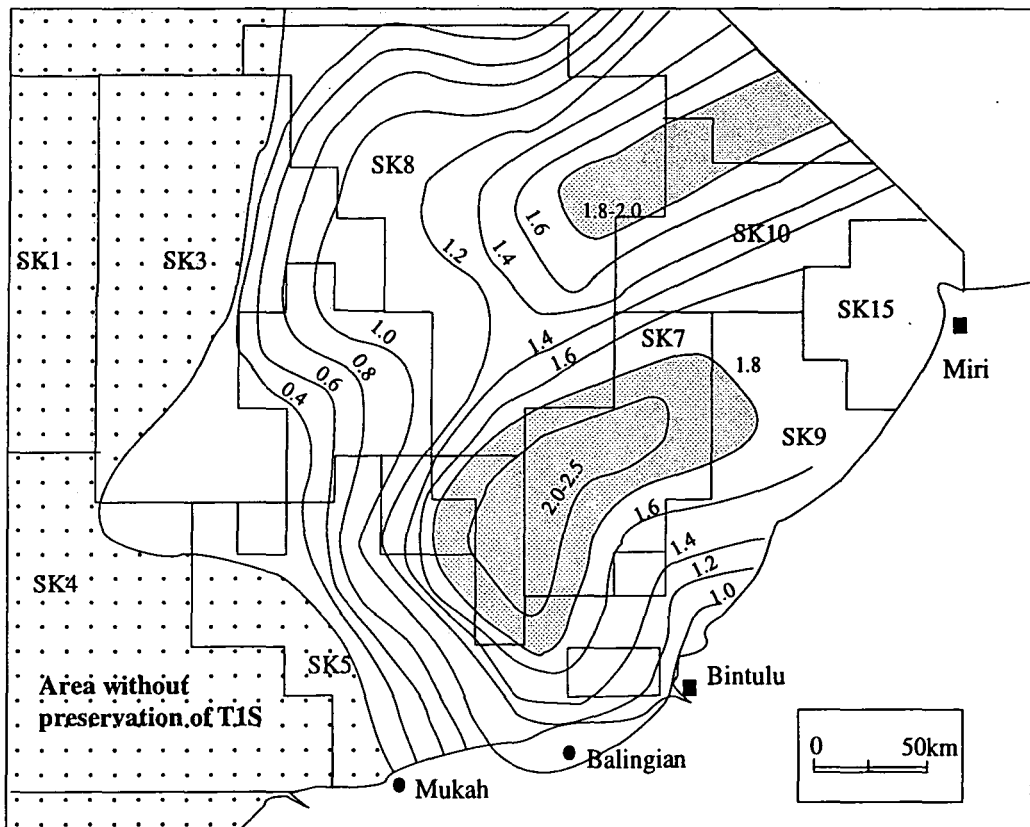 SK8
1.8-2.0
1.6
SK10
SK1
SK3
1.2
1.4
SK15
1.0
1.4
SK7
0.8
1.6
1.8
Miri
0.6
0.4
SK9
2.0-2.5
1.6
1.4
SK4
1.2
1.0
SK5
Bintulu
Area without
preservation of T1S
0 50km
Balingian
Mukah